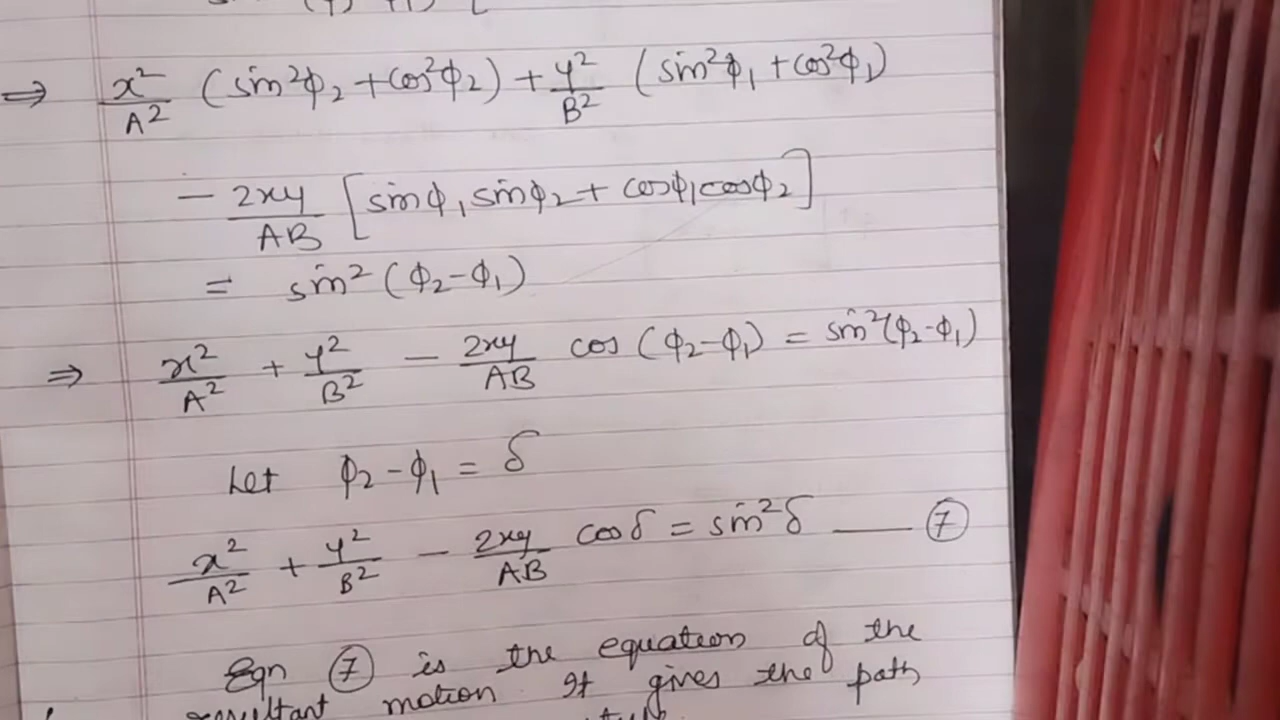 ⇒ x²/A² (sin²ϕ₂ + cos²ϕ₂) + y²/B² (sin²ϕ₁ + cos²ϕ₁)
− 2xy/AB [sinϕ₁ sinϕ₂ + cosϕ₁ cosϕ₂]
= sin² (ϕ₂−ϕ₁)
⇒ x²/A² + y²/B² − 2xy/AB cos (ϕ₂−ϕ₁) = sin²(ϕ₂−ϕ₁)
Let ϕ₂−ϕ₁ = δ
x²/A² + y²/B² − 2xy/AB cosδ = sin²δ —— ⑦
Eqn ⑦ is the equation of the
resultant motion. It gives the path